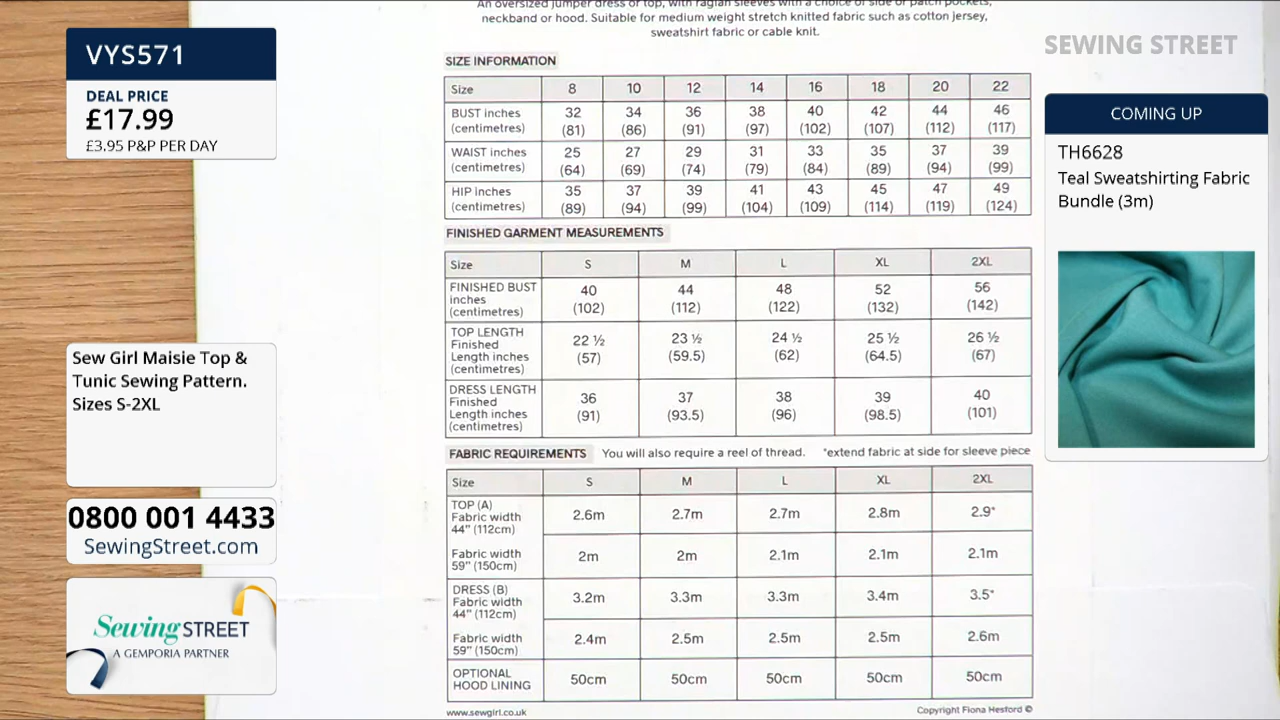 An oversized jumper dress or top, with raglan sleeves with a choice of side or patch pockets,
neckband or hood. Suitable for medium weight stretch knitted fabric such as cotton jersey,
sweatshirt fabric or cable knit.
SEWING STREET
VYS571
DEAL PRICE
£17.99
£3.95 P&P PER DAY
SIZE INFORMATION
Size 8 10 12 14 16 18 20 22
BUST inches 32 34 36 38 40 42 44 46
(centimetres) (81) (86) (91) (97) (102) (107) (112) (117)
WAIST inches 25 27 29 31 33 35 37 39
(centimetres) (64) (69) (74) (79) (84) (89) (94) (99)
HIP inches 35 37 39 41 43 45 47 49
(centimetres) (89) (94) (99) (104) (109) (114) (119) (124)
FINISHED GARMENT MEASUREMENTS
Size S M L XL 2XL
FINISHED BUST
inches 40 44 48 52 56
(centimetres) (102) (112) (122) (132) (142)
TOP LENGTH
Finished 22 ½ 23 ½ 24 ½ 25 ½ 26 ½
Length inches (57) (59.5) (62) (64.5) (67)
(centimetres)
DRESS LENGTH
Finished 36 37 38 39 40
Length inches (91) (93.5) (96) (98.5) (101)
(centimetres)
FABRIC REQUIREMENTS You will also require a reel of thread. *extend fabric at side for sleeve piece
Size S M L XL 2XL
TOP (A)
Fabric width 2.6m 2.7m 2.7m 2.8m 2.9*
44" (112cm)
Fabric width 2m 2m 2.1m 2.1m 2.1m
59" (150cm)
DRESS (B)
Fabric width 3.2m 3.3m 3.3m 3.4m 3.5*
44" (112cm)
Fabric width 2.4m 2.5m 2.5m 2.5m 2.6m
59" (150cm)
OPTIONAL
HOOD LINING 50cm 50cm 50cm 50cm 50cm
www.sewgirl.co.uk Copyright Fiona Hesford ©
COMING UP
TH6628
Teal Sweatshirting Fabric
Bundle (3m)
Sew Girl Maisie Top &
Tunic Sewing Pattern.
Sizes S-2XL
0800 001 4433
SewingStreet.com
Sewing STREET
A GEMPORIA PARTNER